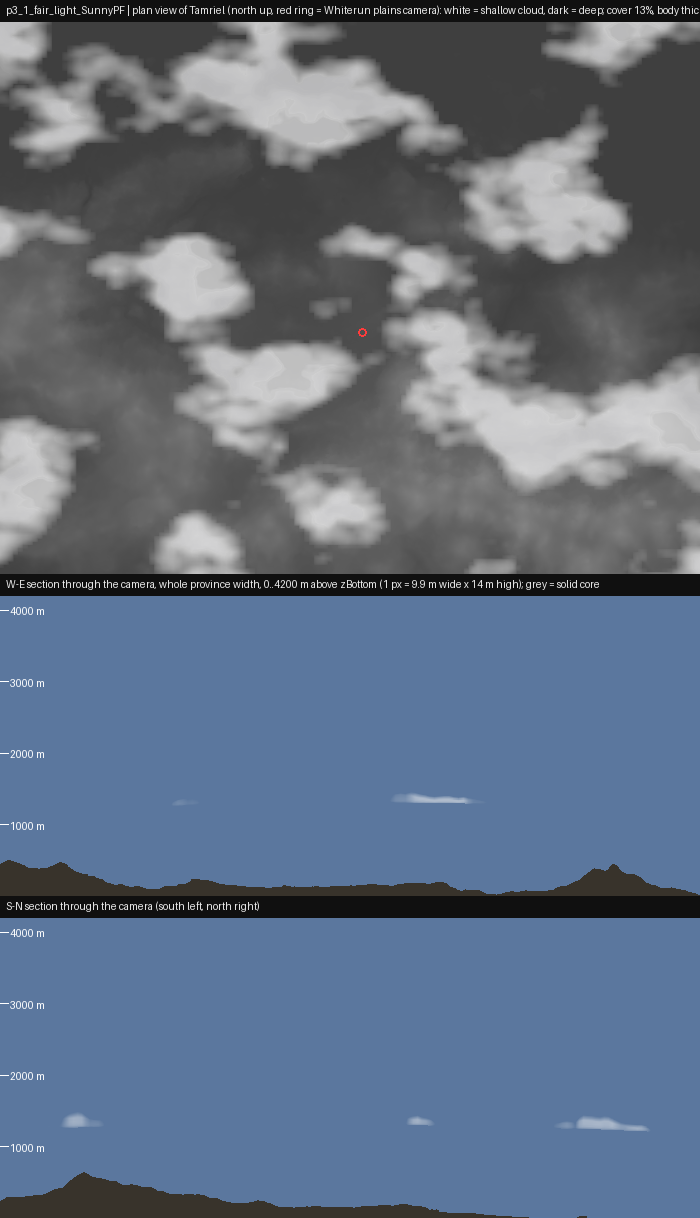 p3_1_fair_light_SunnyPF | plan view of Tamriel (north up, red ring = Whiterun plains camera): white = shallow cloud, dark = deep; cover 13%, body thic
W-E section through the camera, whole province width, 0..4200 m above zBottom (1 px = 9.9 m wide x 14 m high); grey = solid core
4000 m
3000 m
2000 m
1000 m
S-N section through the camera (south left, north right)
4000 m
3000 m
2000 m
1000 m